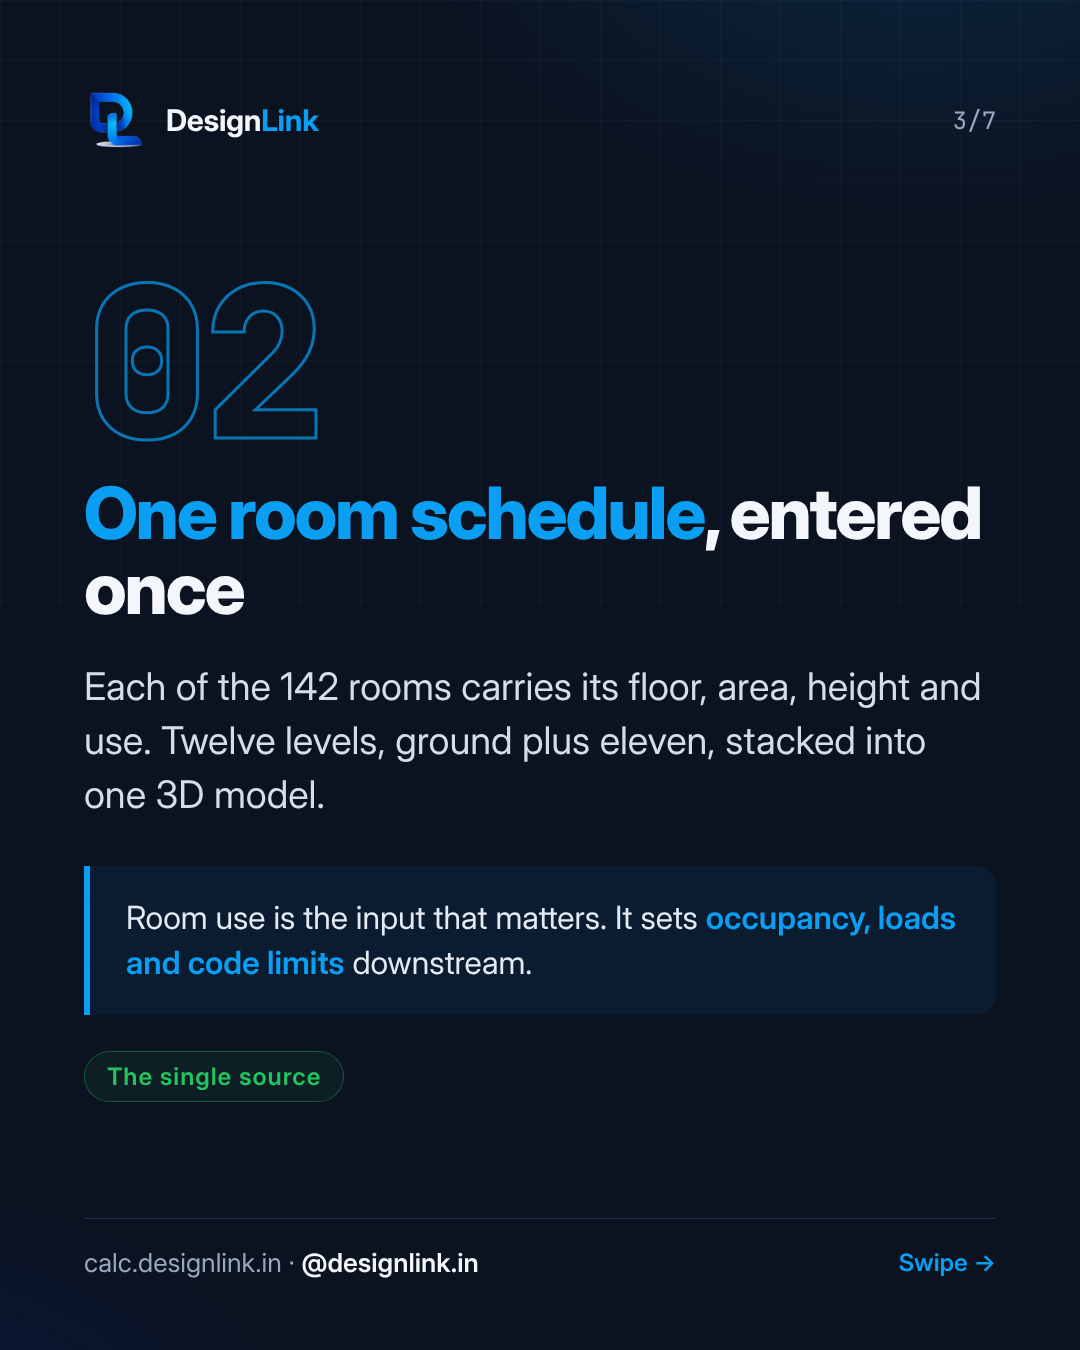 DesignLink
3/7
02
One room schedule, entered
once
Each of the 142 rooms carries its floor, area, height and
use. Twelve levels, ground plus eleven, stacked into
one 3D model.
Room use is the input that matters. It sets occupancy, loads
and code limits downstream.
The single source
calc.designlink.in · @designlink.in
Swipe →